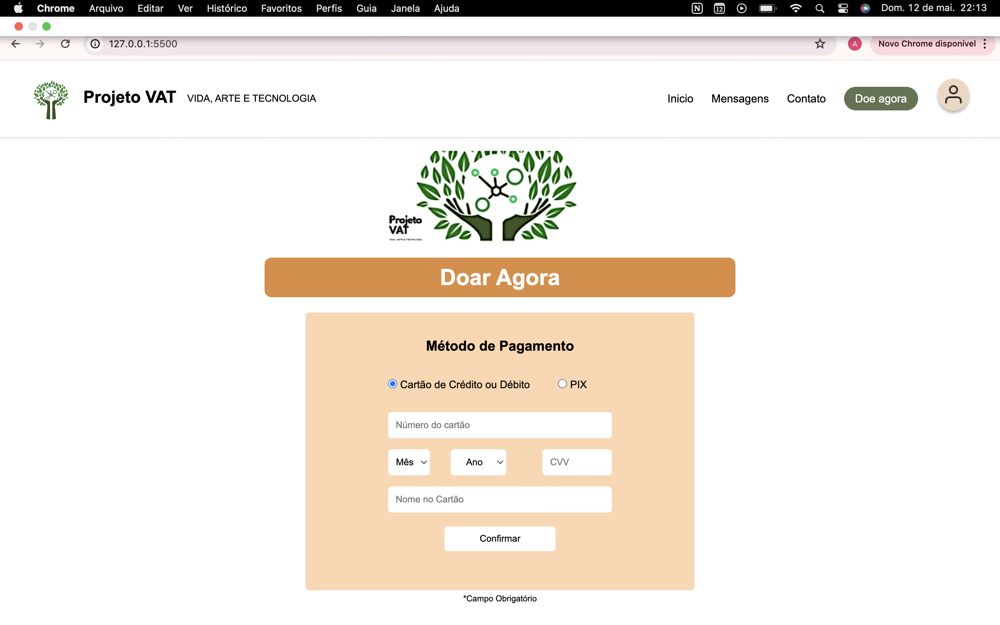 Chrome Arquivo Editar Ver Histórico Favoritos Perfis Guia Janela Ajuda N 12 Dom. 12 de mai. 22:13
127.0.0.1:5500 A Novo Chrome disponível
Projeto VAT VIDA, ARTE E TECNOLOGIA Inicio Mensagens Contato Doe agora
Projeto
VAT
Doar Agora
Método de Pagamento
Cartão de Crédito ou Débito PIX
Número do cartão
Mês Ano CVV
Nome no Cartão
Confirmar
*Campo Obrigatório